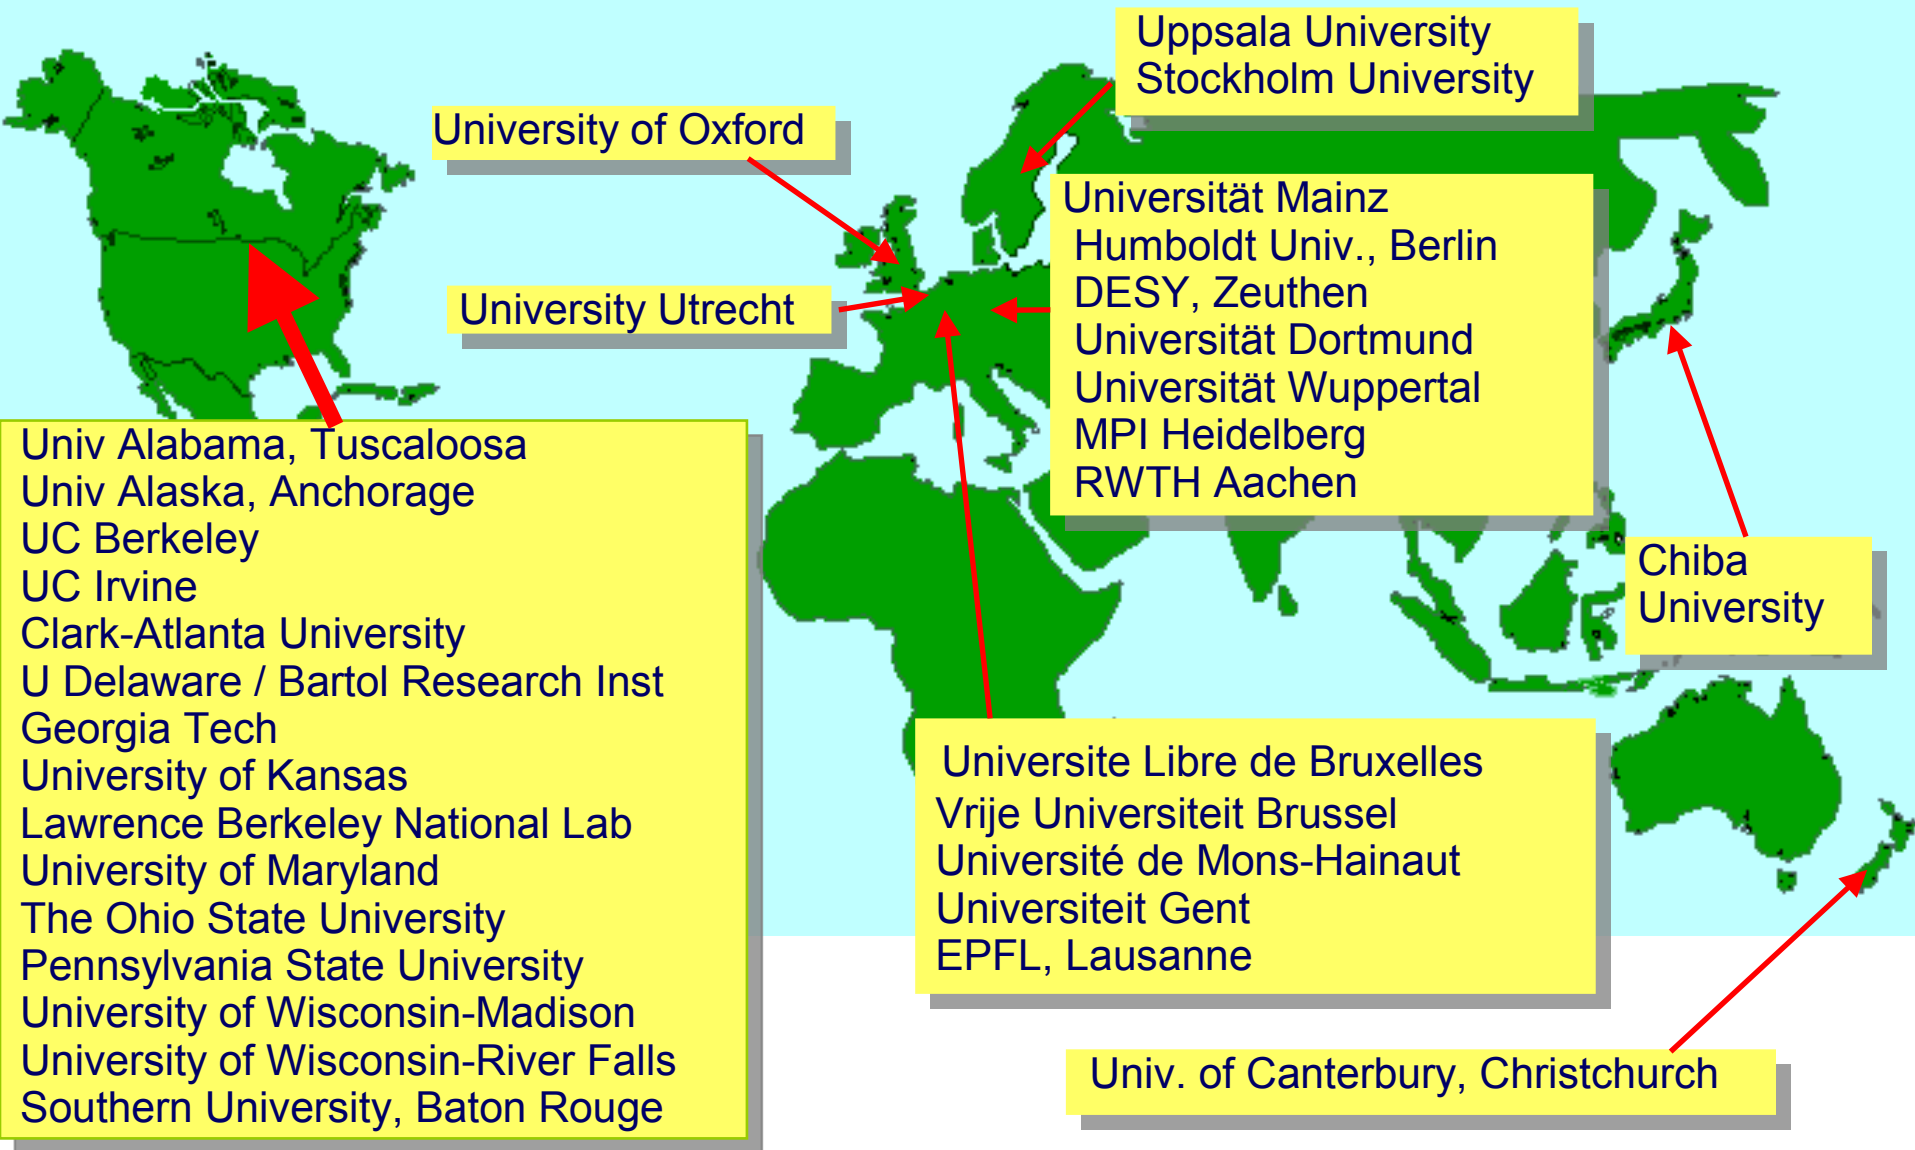 Uppsala University
Stockholm University
University of Oxford
Universität Mainz
Humboldt Univ., Berlin
DESY, Zeuthen
Universität Dortmund
Universität Wuppertal
MPI Heidelberg
RWTH Aachen
University Utrecht
Univ Alabama, Tuscaloosa
Univ Alaska, Anchorage
UC Berkeley
UC Irvine
Clark-Atlanta University
U Delaware / Bartol Research Inst
Georgia Tech
University of Kansas
Lawrence Berkeley National Lab
University of Maryland
The Ohio State University
Pennsylvania State University
University of Wisconsin-Madison
University of Wisconsin-River Falls
Southern University, Baton Rouge
Chiba
University
Universite Libre de Bruxelles
Vrije Universiteit Brussel
Université de Mons-Hainaut
Universiteit Gent
EPFL, Lausanne
Univ. of Canterbury, Christchurch